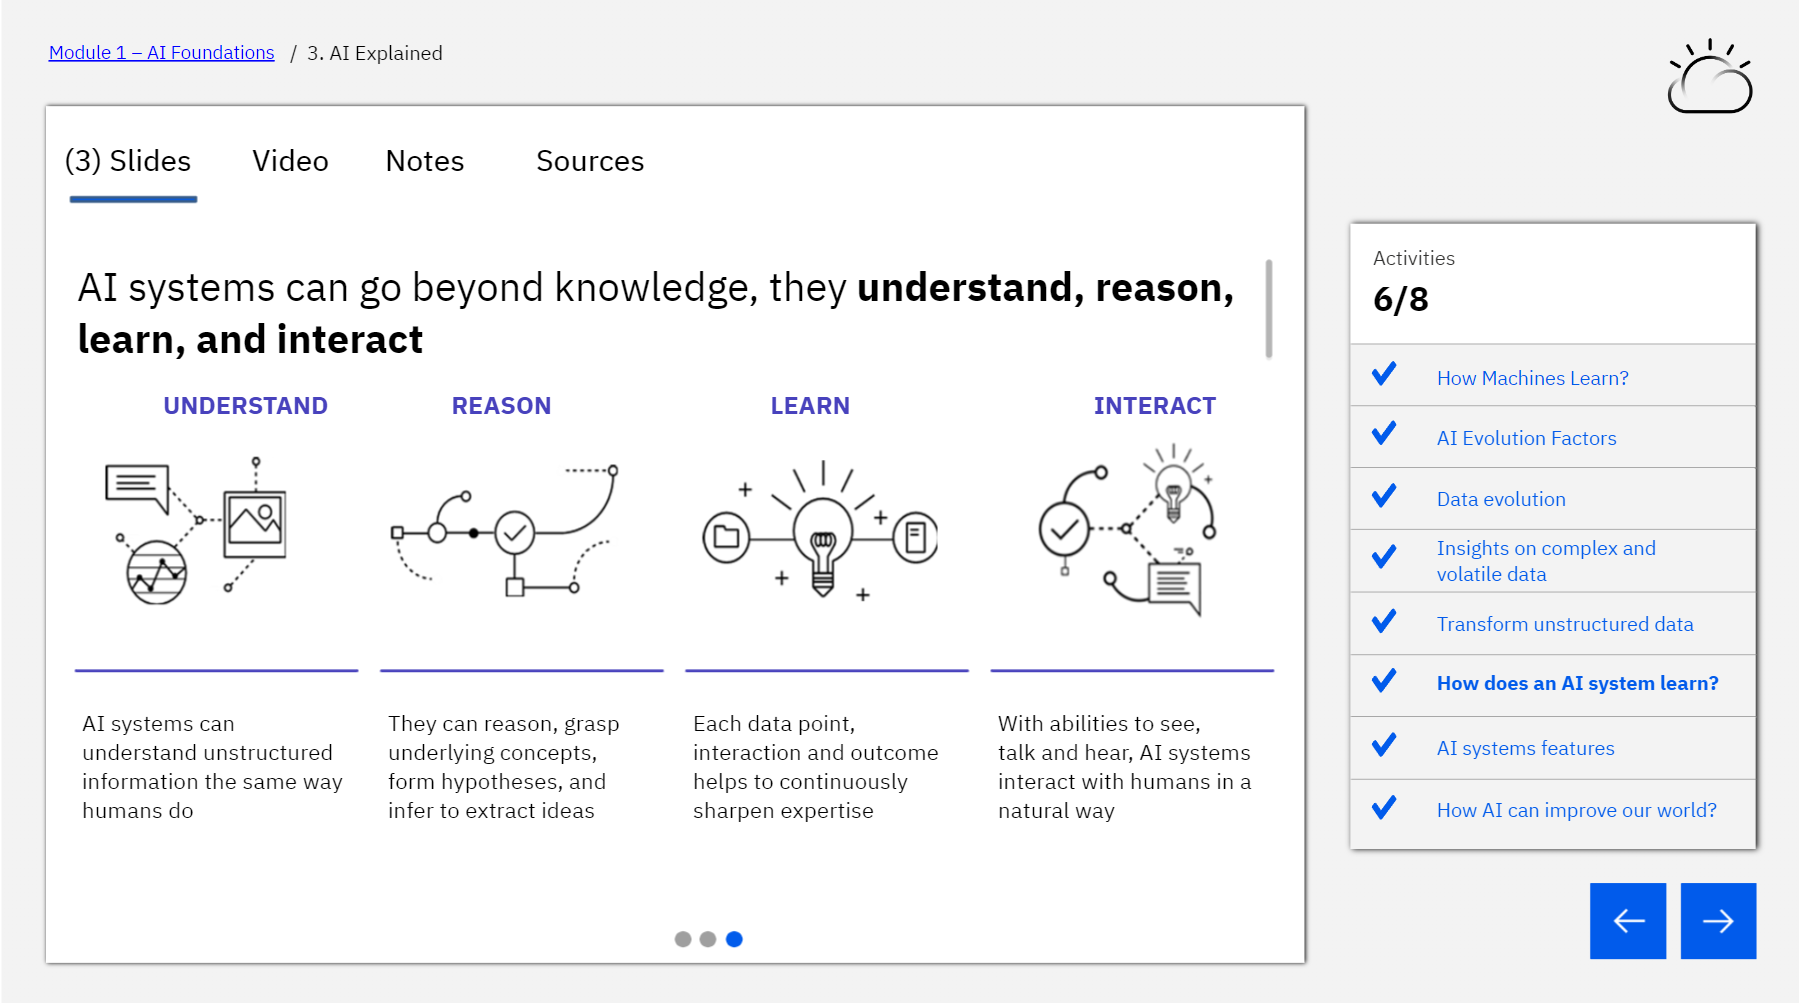 Module 1 – AI Foundations / 3. AI Explained
(3) Slides Video Notes Sources
AI systems can go beyond knowledge, they understand, reason,
learn, and interact
UNDERSTAND
AI systems can
understand unstructured
information the same way
humans do
REASON
They can reason, grasp
underlying concepts,
form hypotheses, and
infer to extract ideas
LEARN
Each data point,
interaction and outcome
helps to continuously
sharpen expertise
INTERACT
With abilities to see,
talk and hear, AI systems
interact with humans in a
natural way
Activities
6/8
How Machines Learn?
AI Evolution Factors
Data evolution
Insights on complex and
volatile data
Transform unstructured data
How does an AI system learn?
AI systems features
How AI can improve our world?